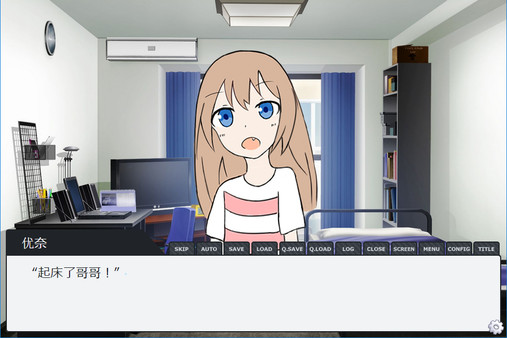 优奈
SKIP AUTO SAVE LOAD Q.SAVE Q.LOAD LOG CLOSE SCREEN MENU CONFIG TITLE
“起床了哥哥！”